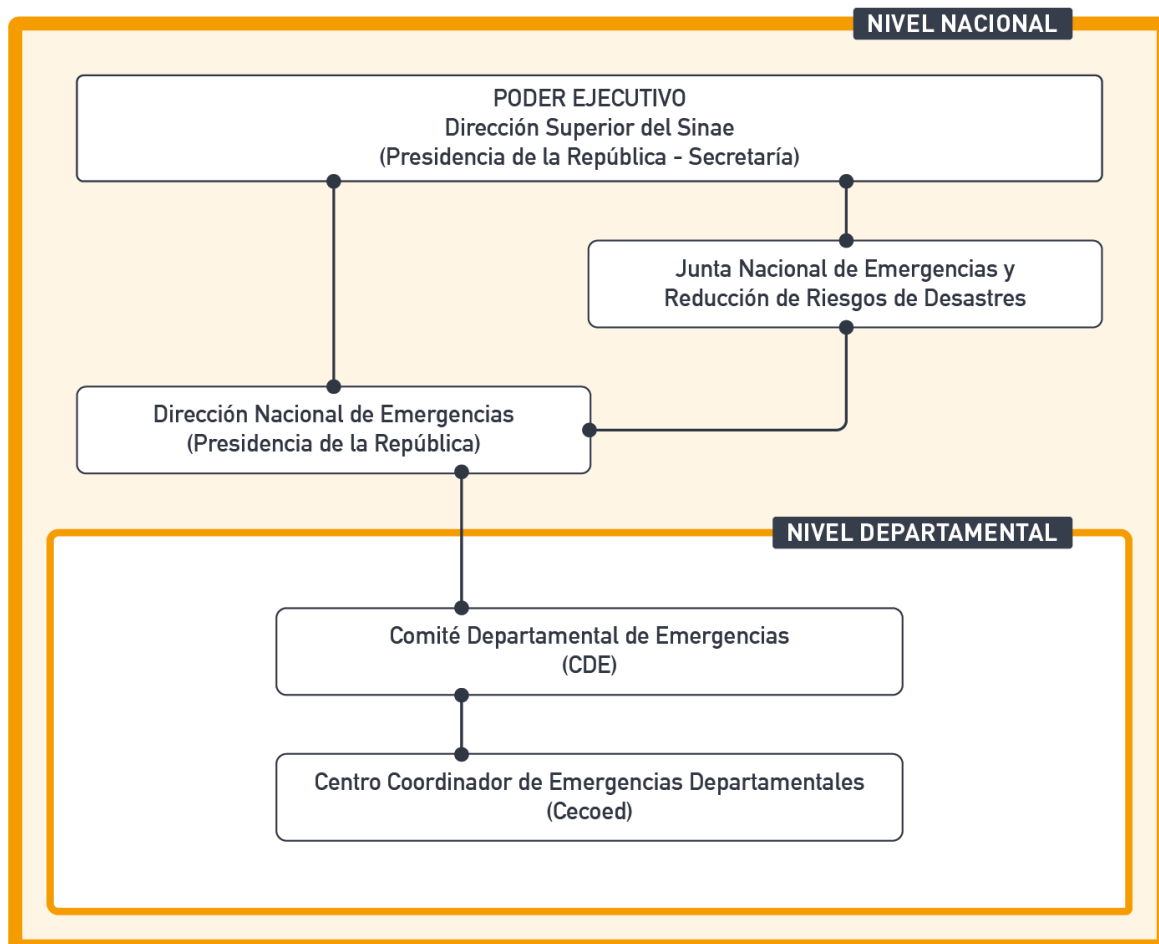 NIVEL NACIONAL
PODER EJECUTIVO
Dirección Superior del Sinae
(Presidencia de la República - Secretaría)
Junta Nacional de Emergencias y
Reducción de Riesgos de Desastres
Dirección Nacional de Emergencias
(Presidencia de la República)
NIVEL DEPARTAMENTAL
Comité Departamental de Emergencias
(CDE)
Centro Coordinador de Emergencias Departamentales
(Cecoed)